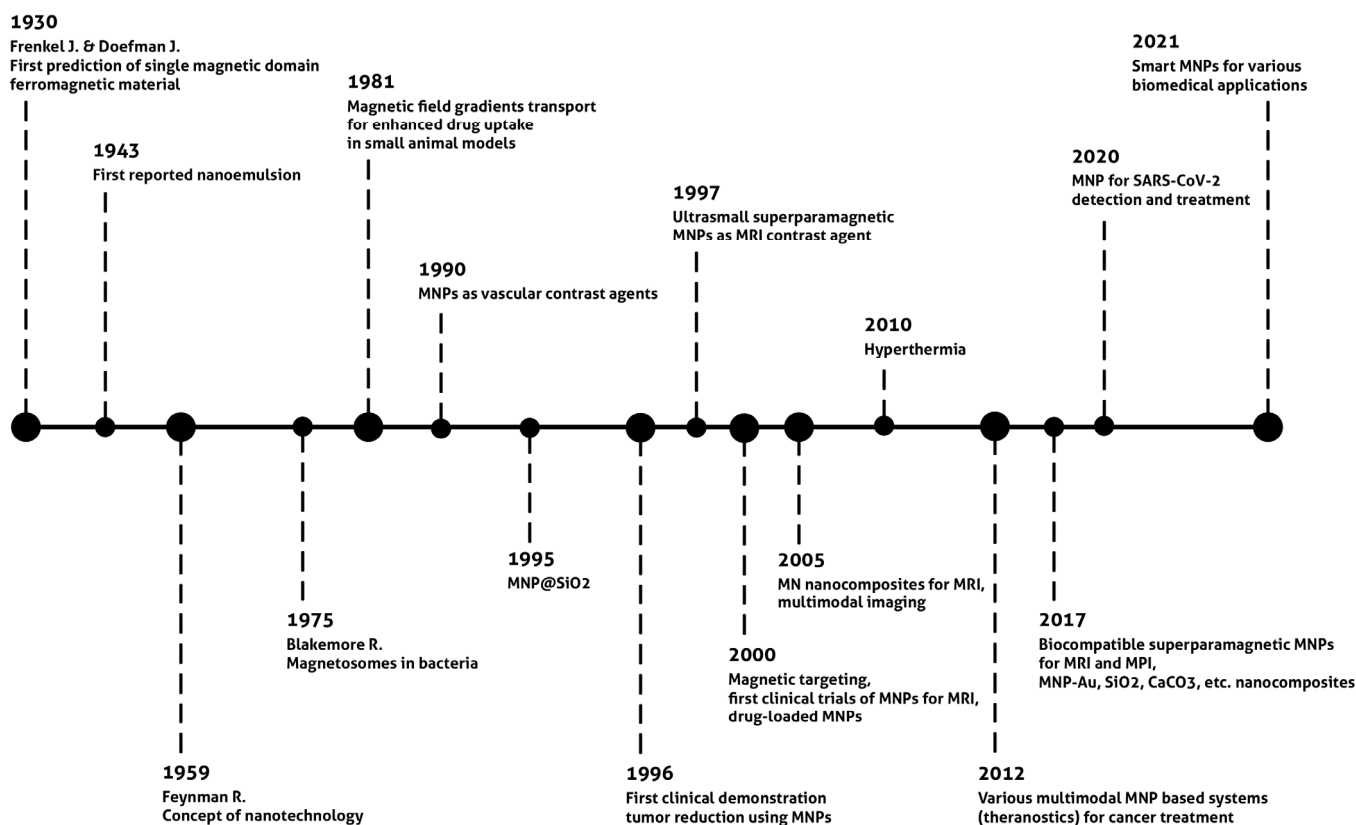 1930
Frenkel J. & Doefman J.
First prediction of single magnetic domain
ferromagnetic material
1943
First reported nanoemulsion
1959
Feynman R.
Concept of nanotechnology
1975
Blakemore R.
Magnetosomes in bacteria
1981
Magnetic field gradients transport
for enhanced drug uptake
in small animal models
1990
MNPs as vascular contrast agents
1995
MNP@SiO2
1996
First clinical demonstration
tumor reduction using MNPs
1997
Ultrasmall superparamagnetic
MNPs as MRI contrast agent
2000
Magnetic targeting,
first clinical trials of MNPs for MRI,
drug-loaded MNPs
2005
MN nanocomposites for MRI,
multimodal imaging
2010
Hyperthermia
2012
Various multimodal MNP based systems
(theranostics) for cancer treatment
2017
Biocompatible superparamagnetic MNPs
for MRI and MPI,
MNP-Au, SiO2, CaCO3, etc. nanocomposites
2020
MNP for SARS-CoV-2
detection and treatment
2021
Smart MNPs for various
biomedical applications